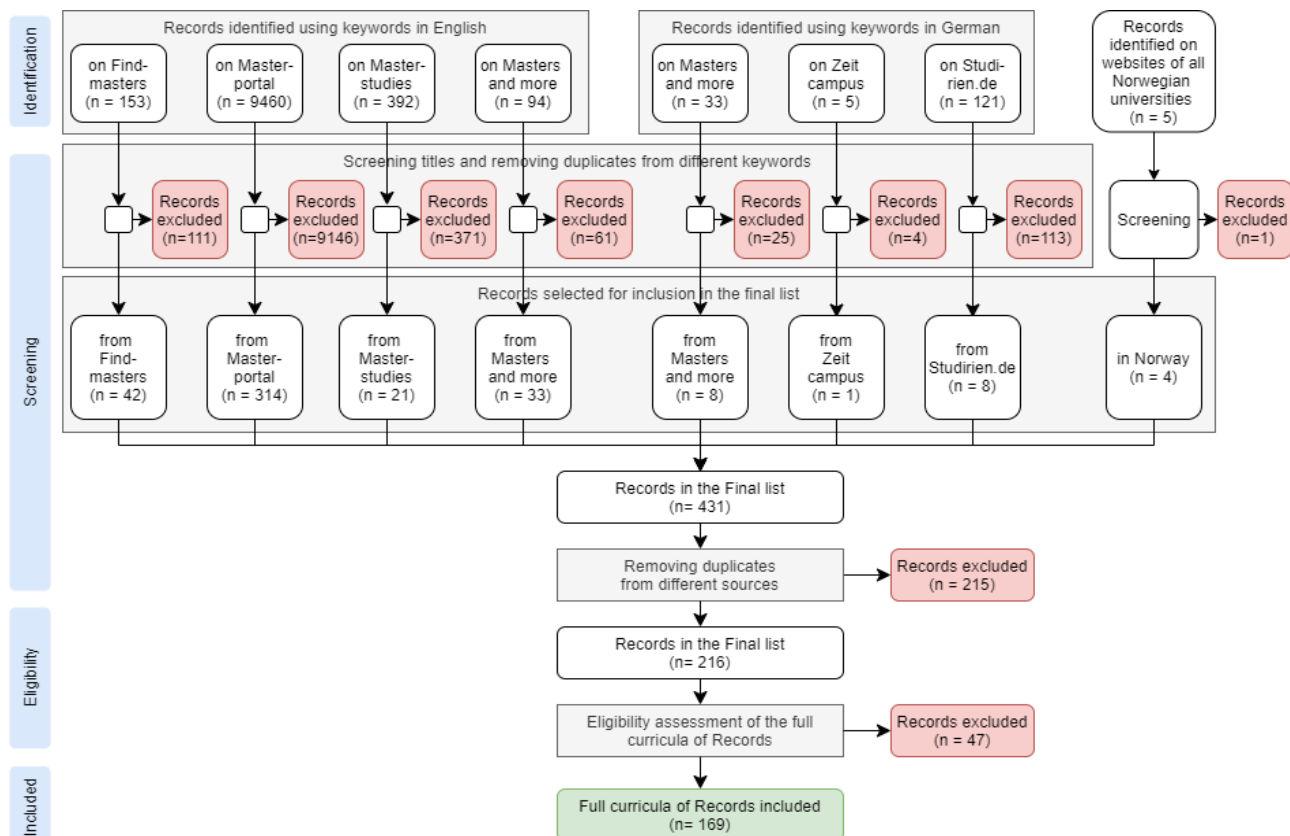 Identification
Records identified using keywords in English
on Find-
masters
(n = 153)
on Master-
portal
(n = 9460)
on Master-
studies
(n = 392)
on Masters
and more
(n = 94)
Records identified using keywords in German
on Masters
and more
(n = 33)
on Zeit
campus
(n = 5)
on Studi-
rien.de
(n = 121)
Records
identified on
websites of all
Norwegian
universities
(n = 5)
Screening
Screening titles and removing duplicates from different keywords
Records
excluded
(n=111)
Records
excluded
(n=9146)
Records
excluded
(n=371)
Records
excluded
(n=61)
Records
excluded
(n=25)
Records
excluded
(n=4)
Records
excluded
(n=113)
Screening
Records
excluded
(n=1)
Records selected for inclusion in the final list
from
Find-
masters
(n = 42)
from
Master-
portal
(n = 314)
from
Master-
studies
(n = 21)
from
Masters
and more
(n = 33)
from
Masters
and more
(n = 8)
from
Zeit
campus
(n = 1)
from
Studirien.de
(n = 8)
in Norway
(n = 4)
Records in the Final list
(n= 431)
Removing duplicates
from different sources
Records excluded
(n = 215)
Eligibility
Records in the Final list
(n= 216)
Eligibility assessment of the full
curricula of Records
Records excluded
(n = 47)
Included
Full curricula of Records included
(n= 169)